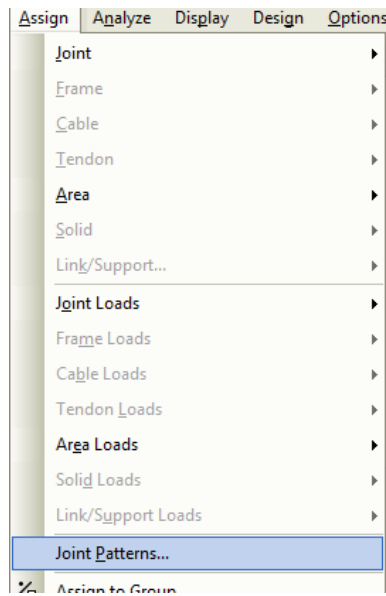 Assign Analyze Display Design Options
Joint
Frame
Cable
Tendon
Area
Solid
Link/Support...
Joint Loads
Frame Loads
Cable Loads
Tendon Loads
Area Loads
Solid Loads
Link/Support Loads
Joint Patterns...
Assign to Group